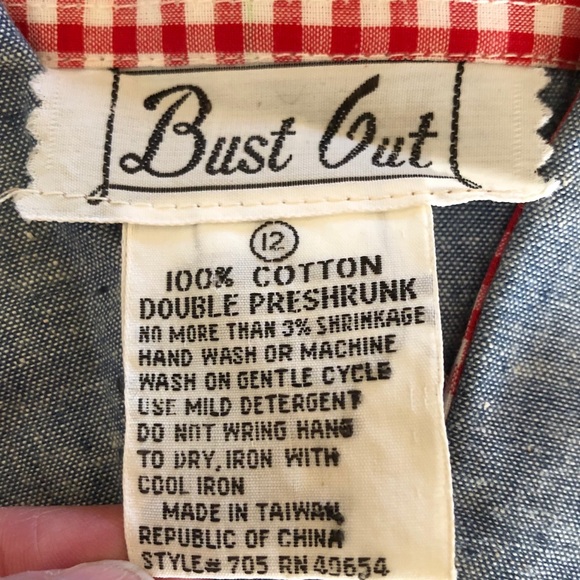 Bust Out
12
100% COTTON
DOUBLE PRESHRUNK
NO MORE THAN 3% SHRINKAGE
HAND WASH OR MACHINE
WASH ON GENTLE CYCLE
USE MILD DETERGENT
DO NOT WRING HANG
TO DRY, IRON WITH
COOL IRON
MADE IN TAIWAN
REPUBLIC OF CHINA
STYLE# 705 RN 40654